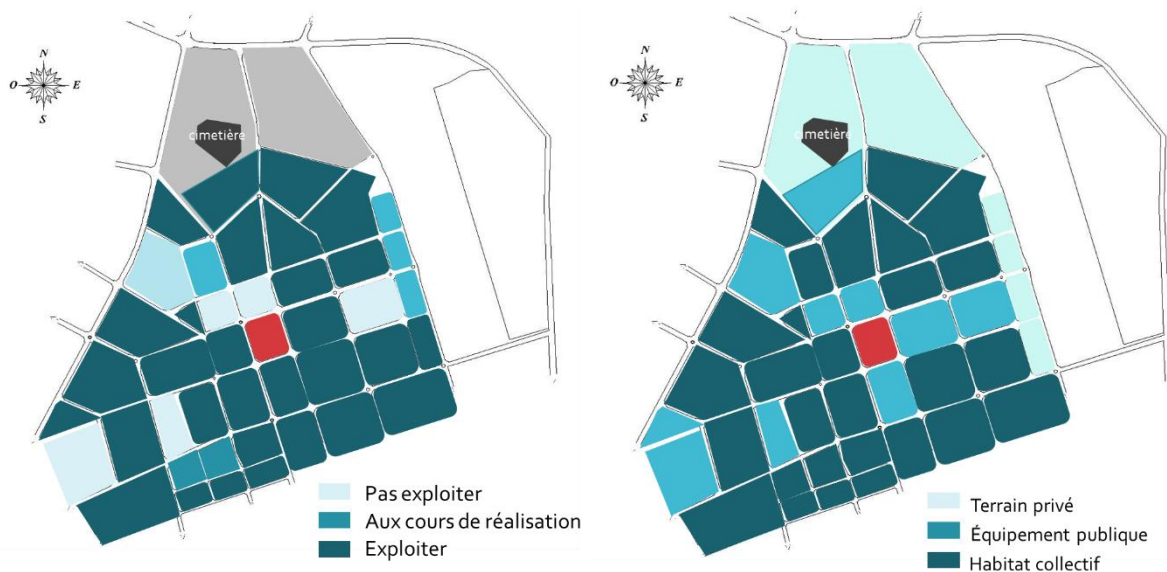 N
O E
S
cimetière
Pas exploiter
Aux cours de réalisation
Exploiter
N
O E
S
cimetière
Terrain privé
Équipement publique
Habitat collectif